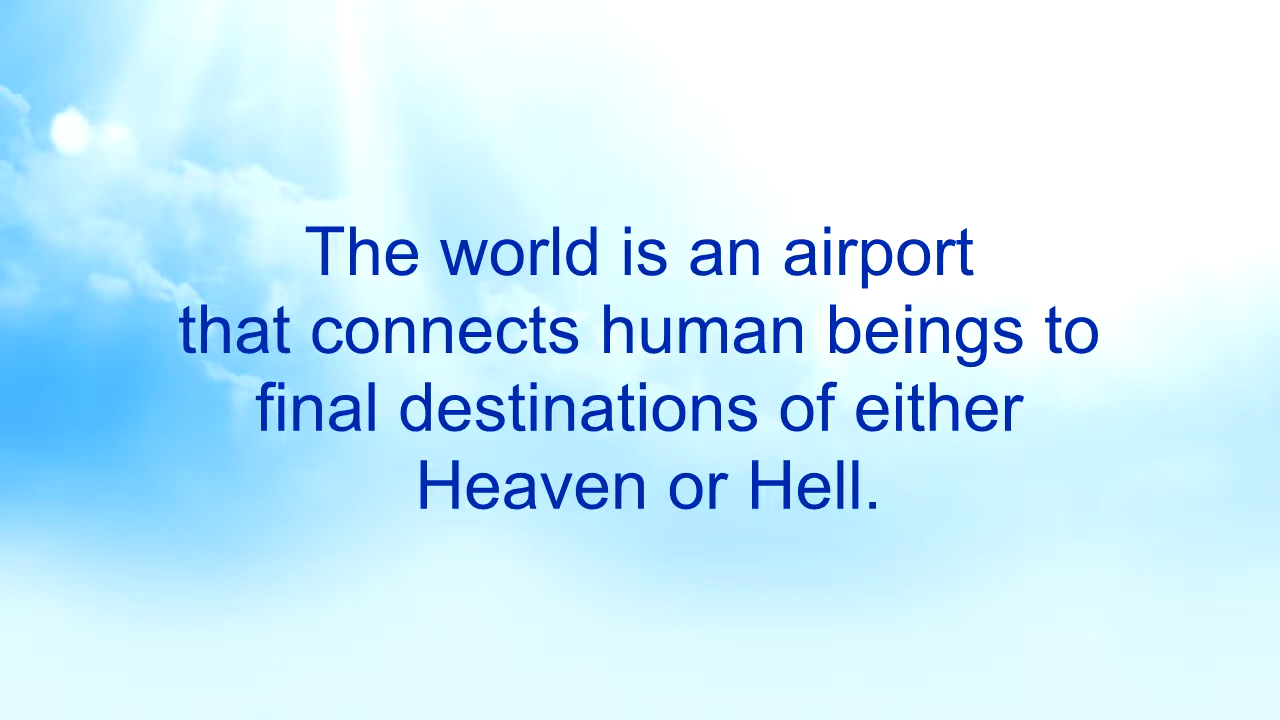 The world is an airport
that connects human beings to
final destinations of either
Heaven or Hell.